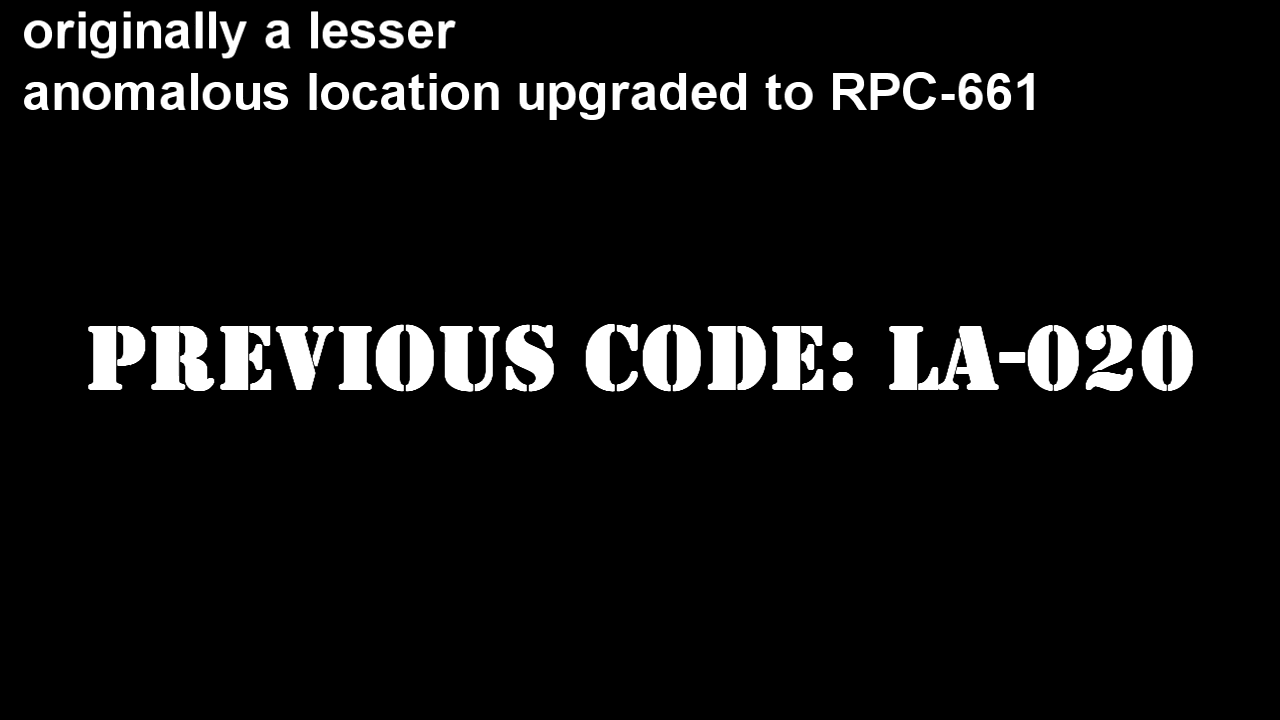 originally a lesser
anomalous location upgraded to RPC-661
PREVIOUS CODE: LA-020